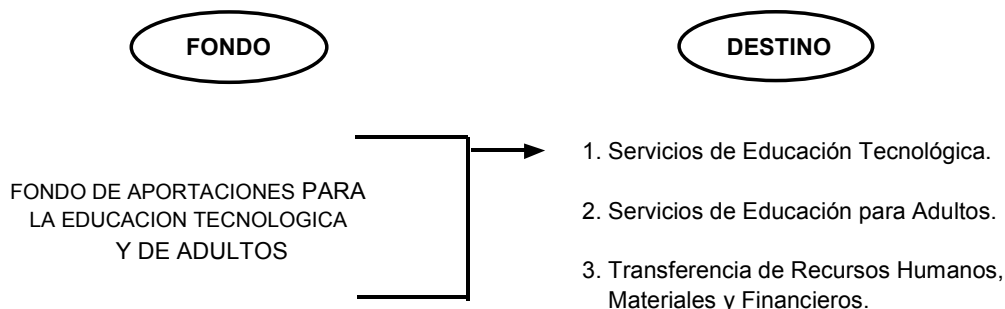 FONDO
DESTINO
FONDO DE APORTACIONES PARA
LA EDUCACION TECNOLOGICA
Y DE ADULTOS
1. Servicios de Educación Tecnológica.
2. Servicios de Educación para Adultos.
3. Transferencia de Recursos Humanos,
Materiales y Financieros.